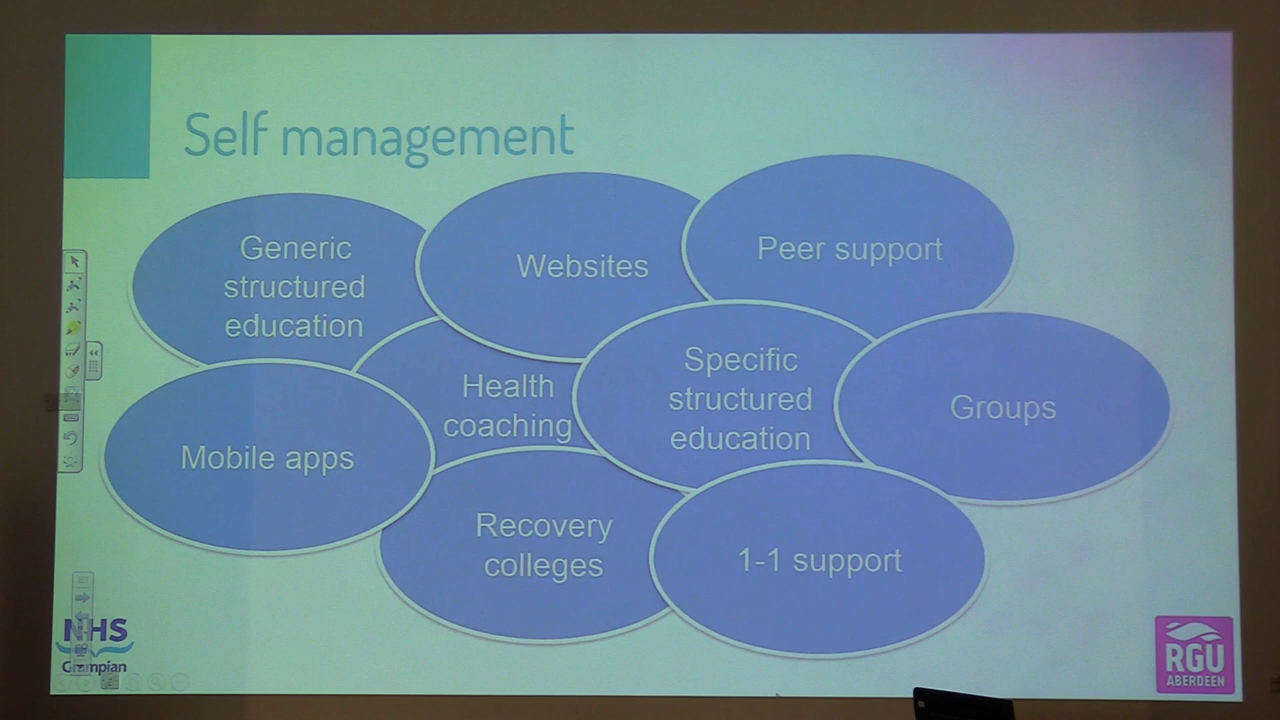 Self management
Generic
structured
education
Websites
Peer support
Health
coaching
Specific
structured
education
Groups
Mobile apps
Recovery
colleges
1-1 support
NHS
Grampian
RGU
ABERDEEN